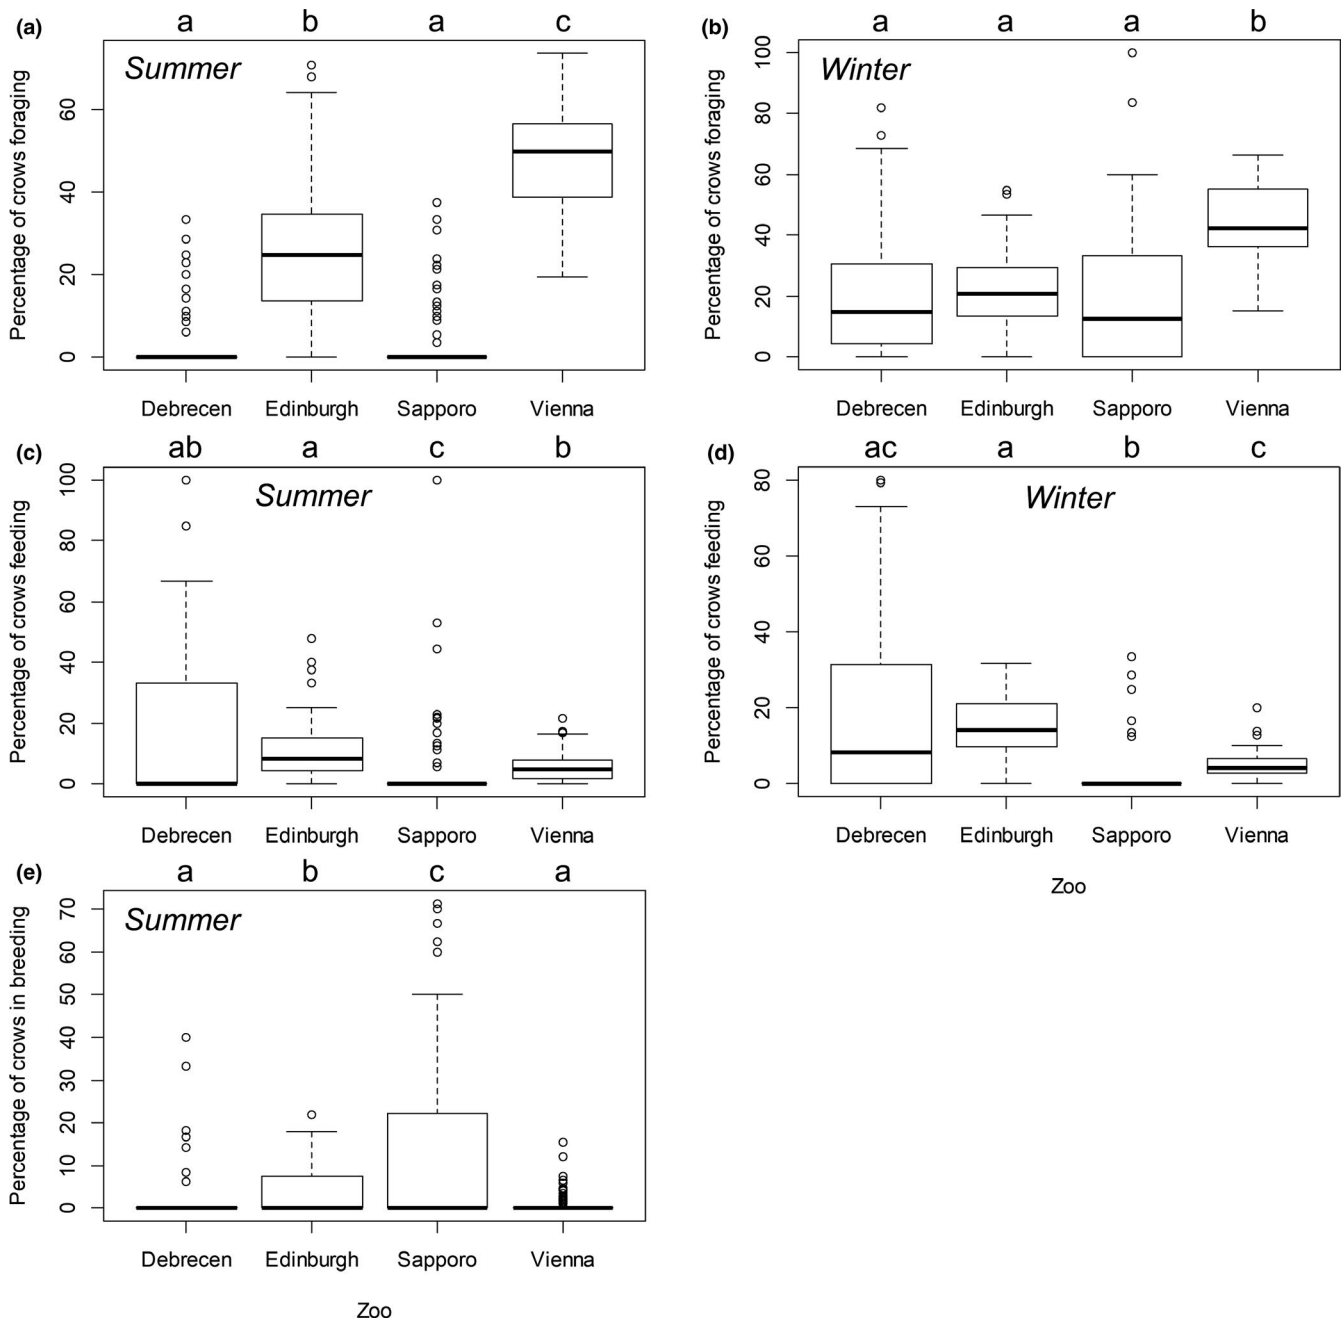 (a) a b a c
Summer
Percentage of crows foraging
60
40
20
0
Debrecen Edinburgh Sapporo Vienna
(b) a a a b
Winter
Percentage of crows foraging
100
80
60
40
20
0
Debrecen Edinburgh Sapporo Vienna
(c) ab a c b
Summer
Percentage of crows feeding
100
80
60
40
20
0
Debrecen Edinburgh Sapporo Vienna
(d) ac a b c
Winter
Percentage of crows feeding
80
60
40
20
0
Debrecen Edinburgh Sapporo Vienna
Zoo
(e) a b c a
Summer
Percentage of crows in breeding
70
60
50
40
30
20
10
0
Debrecen Edinburgh Sapporo Vienna
Zoo